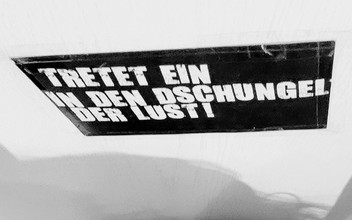 TRETET EIN
IN DEN DSCHUNGEL
DER LUST!